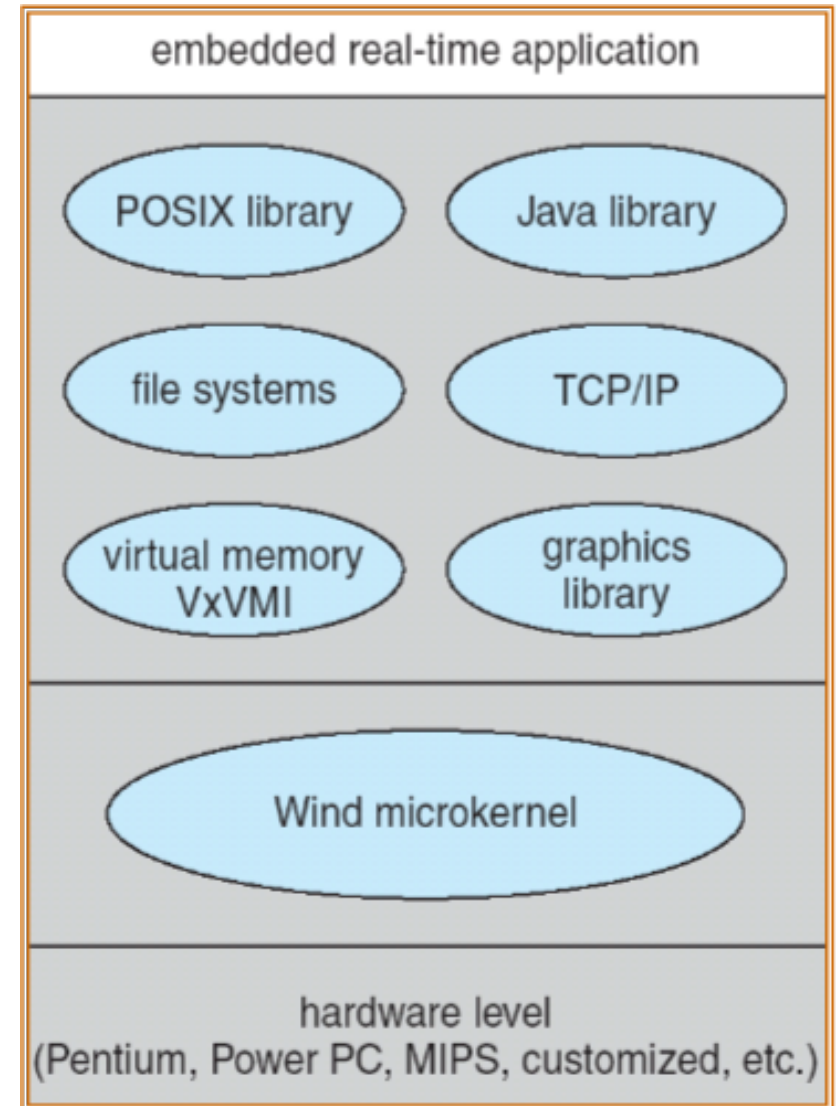 embedded real-time application
POSIX library
Java library
file systems
TCP/IP
virtual memory
VxVMI
graphics
library
Wind microkernel
hardware level
(Pentium, Power PC, MIPS, customized, etc.)